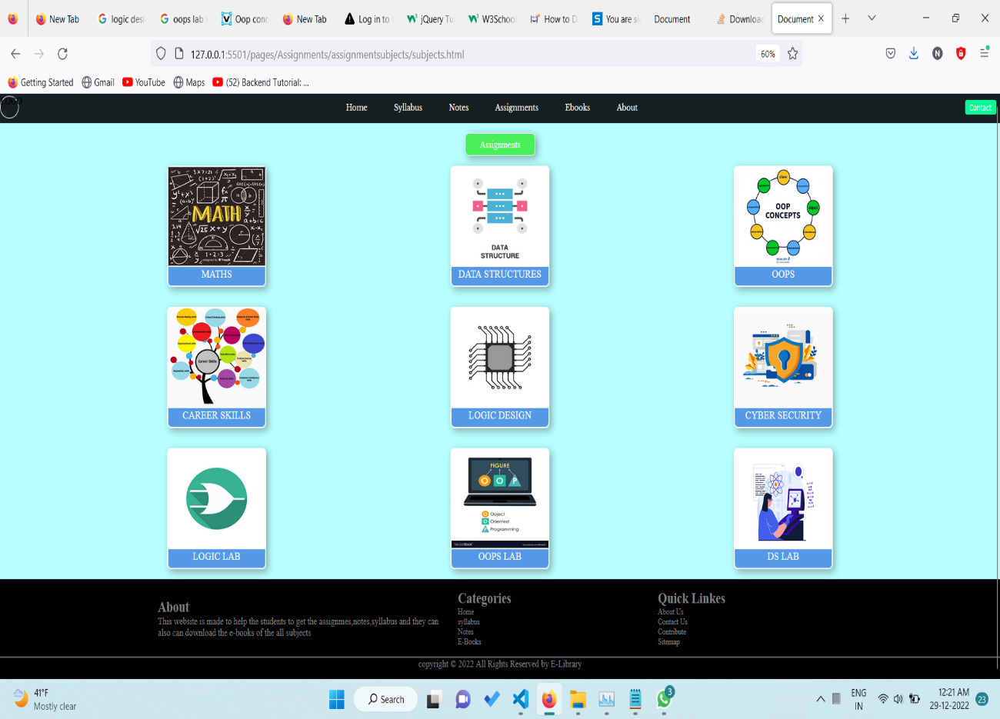 New Tab
logic desi
oops lab
Oop conc
New Tab
Log in to
jQuery Tu
W3School
How to D
You are si
Document
Downloa
Document
127.0.0.1:5501/pages/Assignments/assignmentsubjects/subjects.html
60%
N
Getting Started
Gmail
YouTube
Maps
(52) Backend Tutorial: ...
Home
Syllabus
Notes
Assignments
Ebooks
About
Contact
Assignments
MATH
MATHS
DATA
STRUCTURE
DATA STRUCTURES
OOP
CONCEPTS
OOPS
Career Skills
CAREER SKILLS
LOGIC DESIGN
CYBER SECURITY
LOGIC LAB
FIGURE
O O P
Object
Oriented
Programming
OOPS LAB
DS LAB
About
This website is made to help the students to get the assignmes,notes,syllabus and they can
also can download the e-books of the all subjects
Categories
Home
syllabus
Notes
E-Books
Quick Linkes
About Us
Contact Us
Contribute
Sitemap
copyright © 2022 All Rights Reserved by E-Library
41°F
Mostly clear
Search
3
ENG
IN
12:21 AM
29-12-2022
23